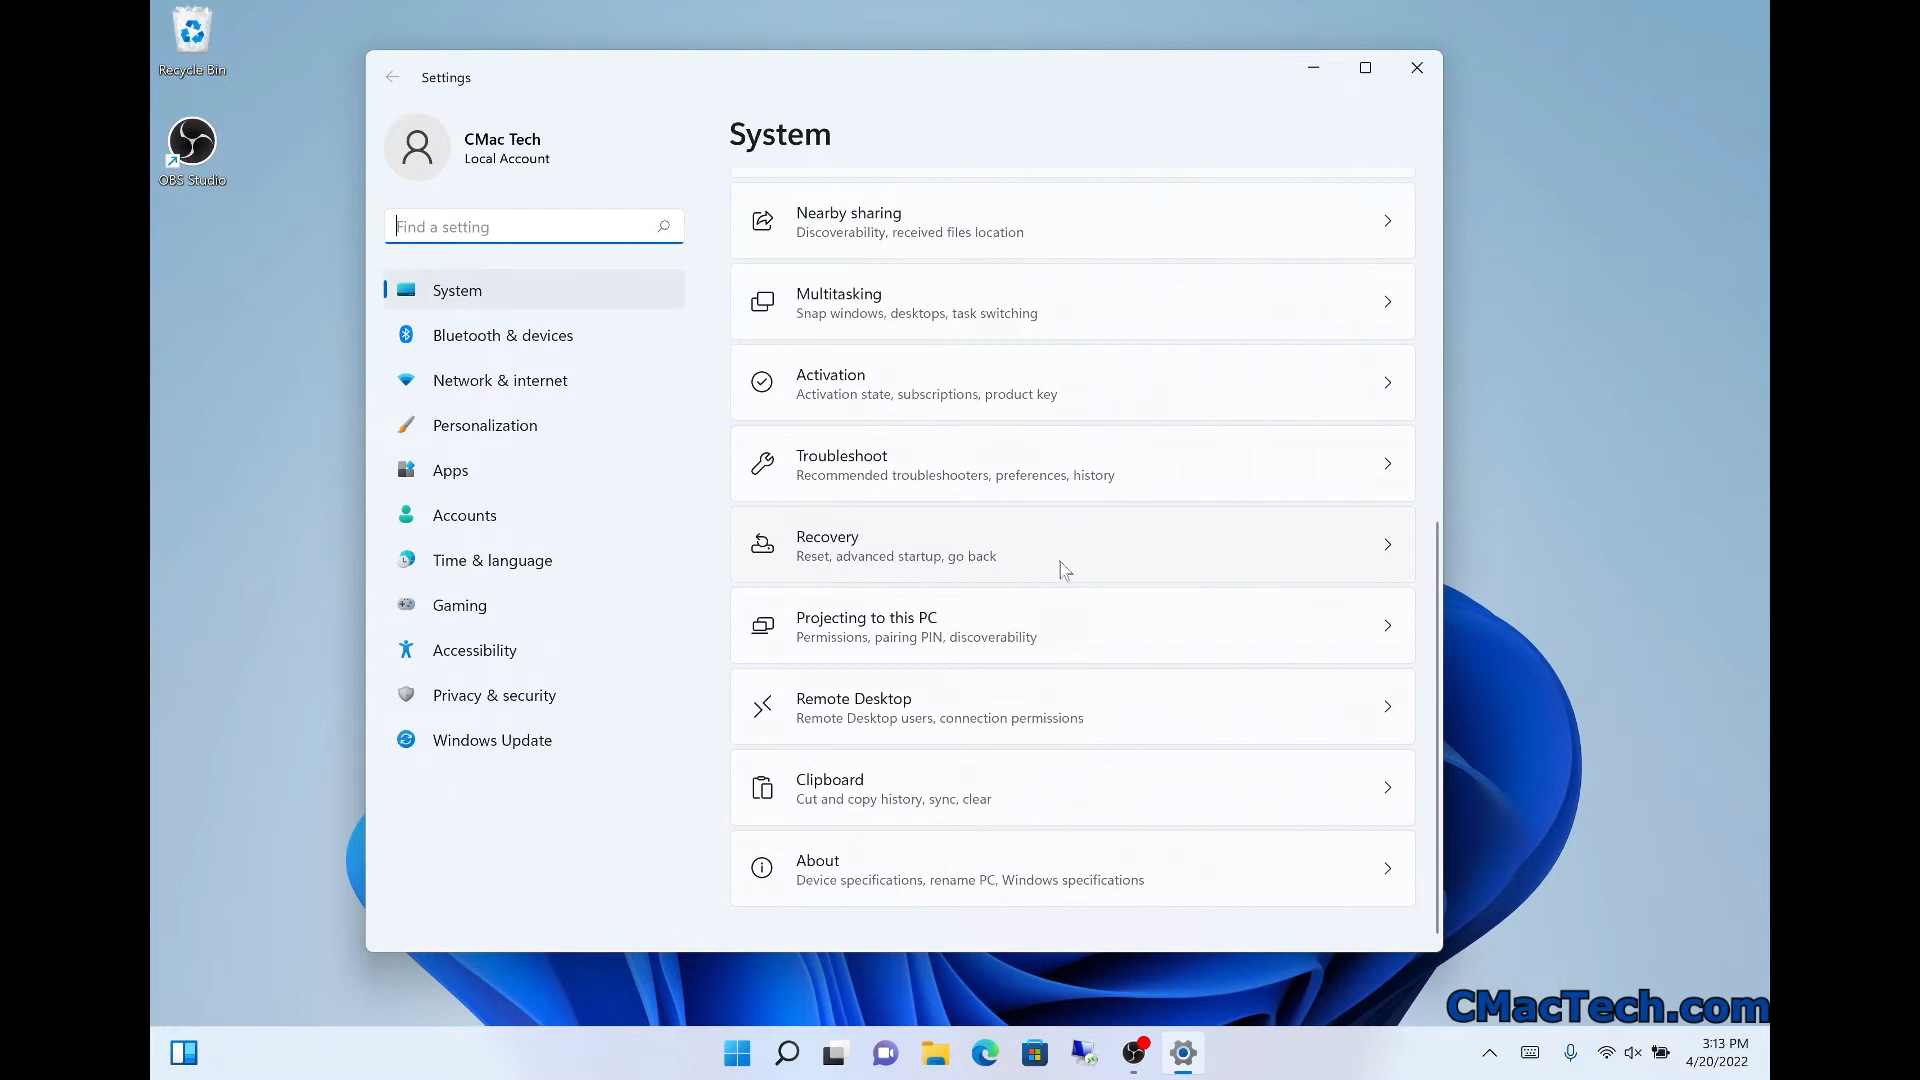 Recycle Bin
OBS Studio
Settings
CMac Tech
Local Account
Find a setting
System
Bluetooth & devices
Network & internet
Personalization
Apps
Accounts
Time & language
Gaming
Accessibility
Privacy & security
Windows Update
System
Nearby sharing
Discoverability, received files location
Multitasking
Snap windows, desktops, task switching
Activation
Activation state, subscriptions, product key
Troubleshoot
Recommended troubleshooters, preferences, history
Recovery
Reset, advanced startup, go back
Projecting to this PC
Permissions, pairing PIN, discoverability
Remote Desktop
Remote Desktop users, connection permissions
Clipboard
Cut and copy history, sync, clear
About
Device specifications, rename PC, Windows specifications
CMacTech.com
3:13 PM
4/20/2022